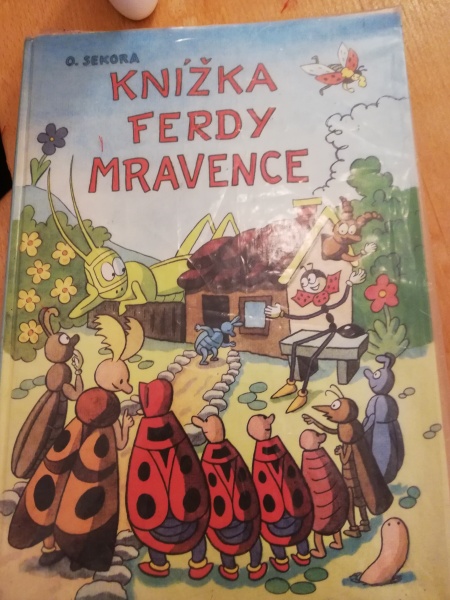 O. SEKORA
KNÍŽKA
FERDY
MRAVENCE